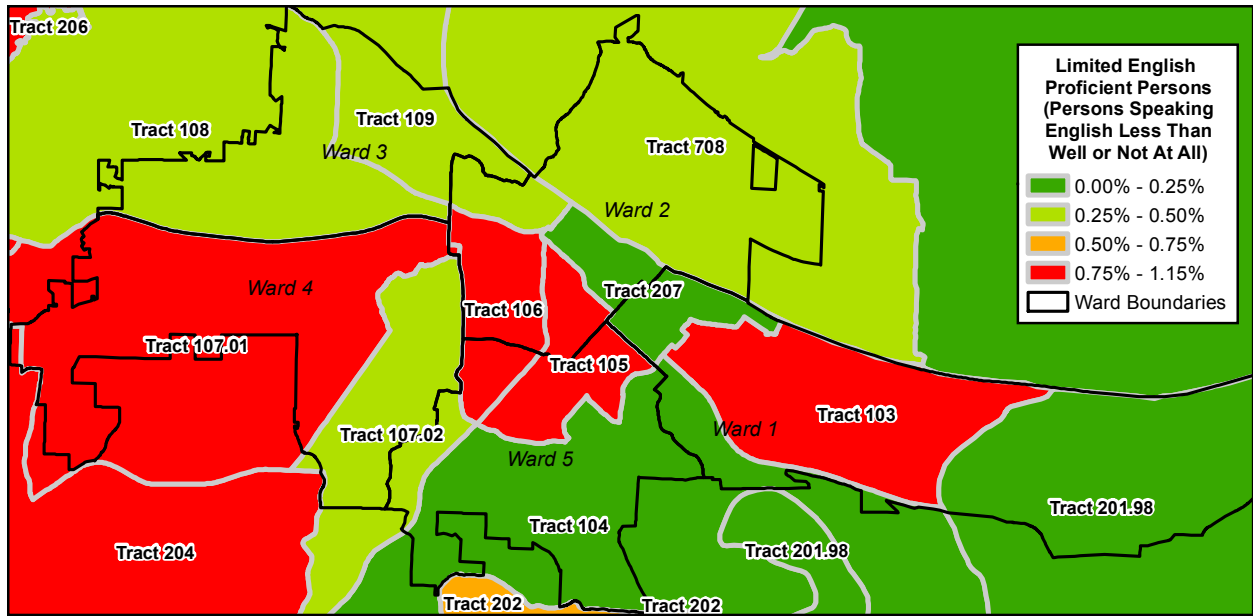 Tract 206
Limited English
Proficient Persons
(Persons Speaking
English Less Than
Well or Not At All)
0.00% - 0.25%
0.25% - 0.50%
0.50% - 0.75%
0.75% - 1.15%
Ward Boundaries
Tract 109
Tract 108
Ward 3
Tract 708
Ward 2
Ward 4
Tract 207
Tract 106
Tract 107.01
Tract 105
Tract 103
Tract 107.02
Ward 1
Ward 5
Tract 201.98
Tract 104
Tract 204
Tract 201.98
Tract 202
Tract 202